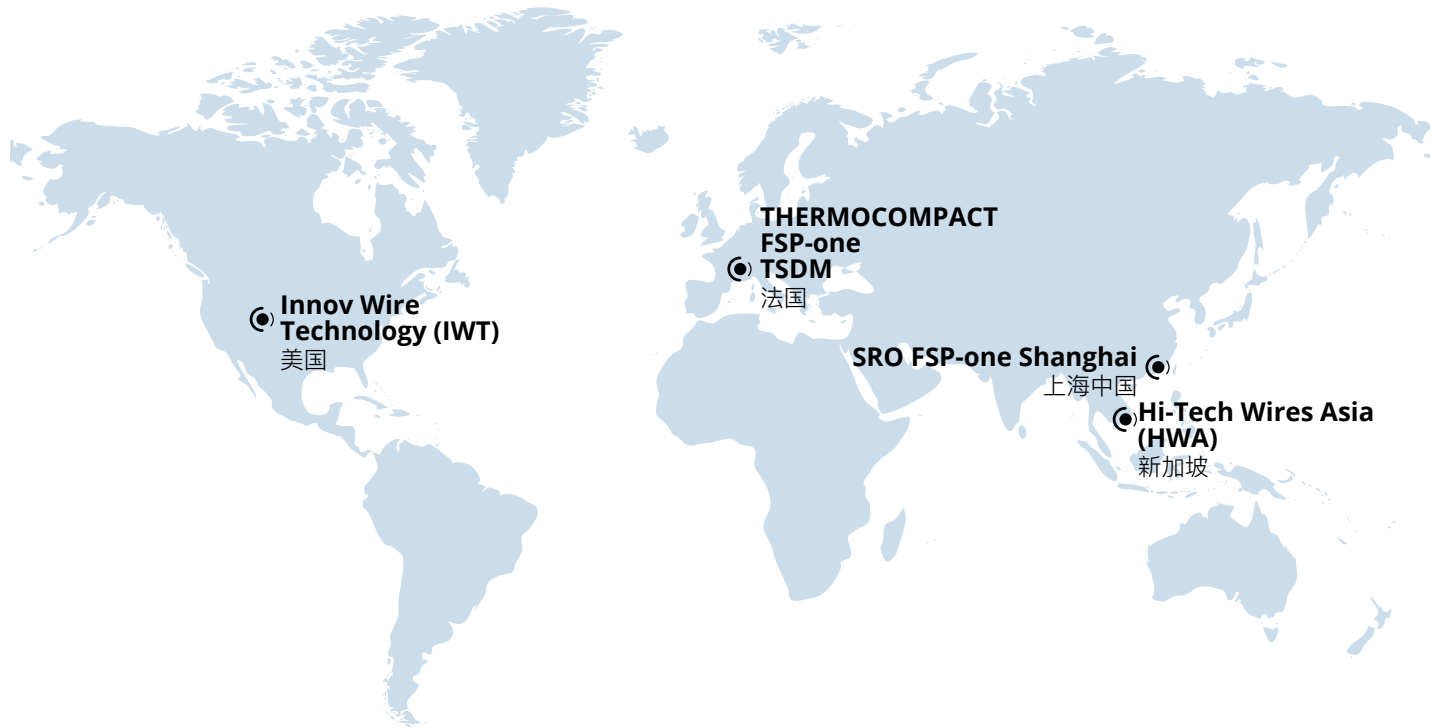 THERMOCOMPACT
FSP-one
TSDM
法国
Innov Wire
Technology (IWT)
美国
SRO FSP-one Shanghai
上海中国
Hi-Tech Wires Asia
(HWA)
新加坡